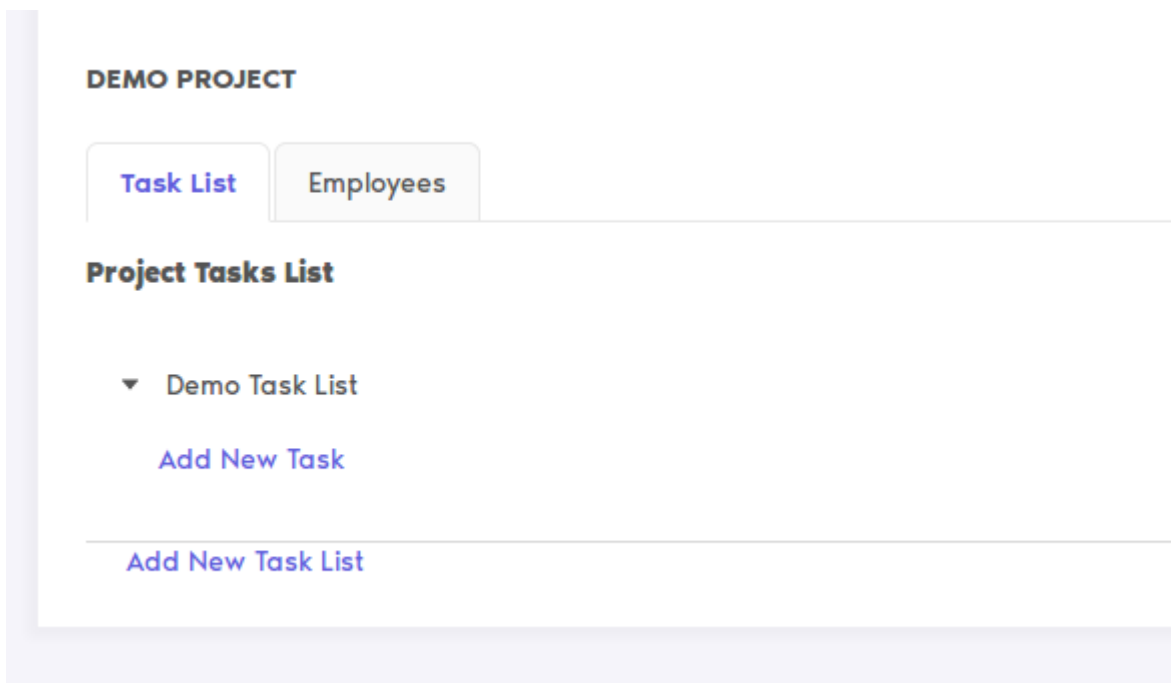 DEMO PROJECT
Task List Employees
Project Tasks List
Demo Task List
Add New Task
Add New Task List